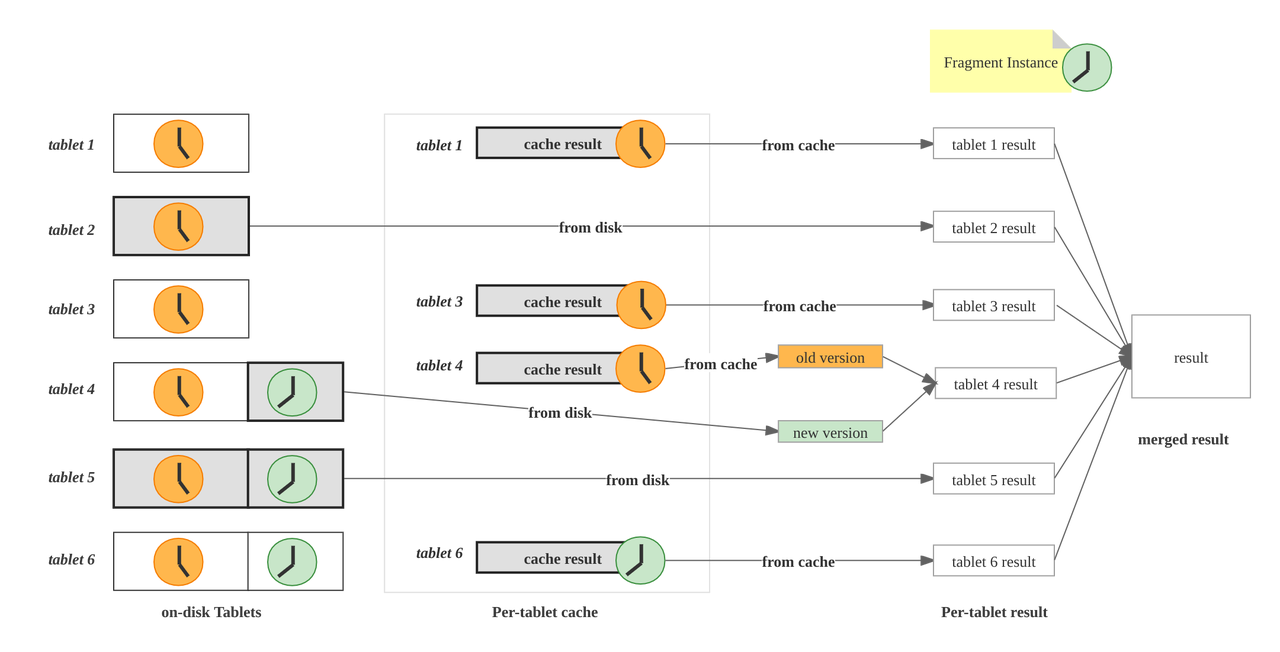 Fragment Instance
tablet 1
tablet 1
cache result
from cache
tablet 1 result
tablet 2
from disk
tablet 2 result
tablet 3
tablet 3
cache result
from cache
tablet 3 result
tablet 4
tablet 4
cache result
from cache
old version
from disk
new version
tablet 4 result
result
merged result
tablet 5
from disk
tablet 5 result
tablet 6
tablet 6
cache result
from cache
tablet 6 result
on-disk Tablets
Per-tablet cache
Per-tablet result